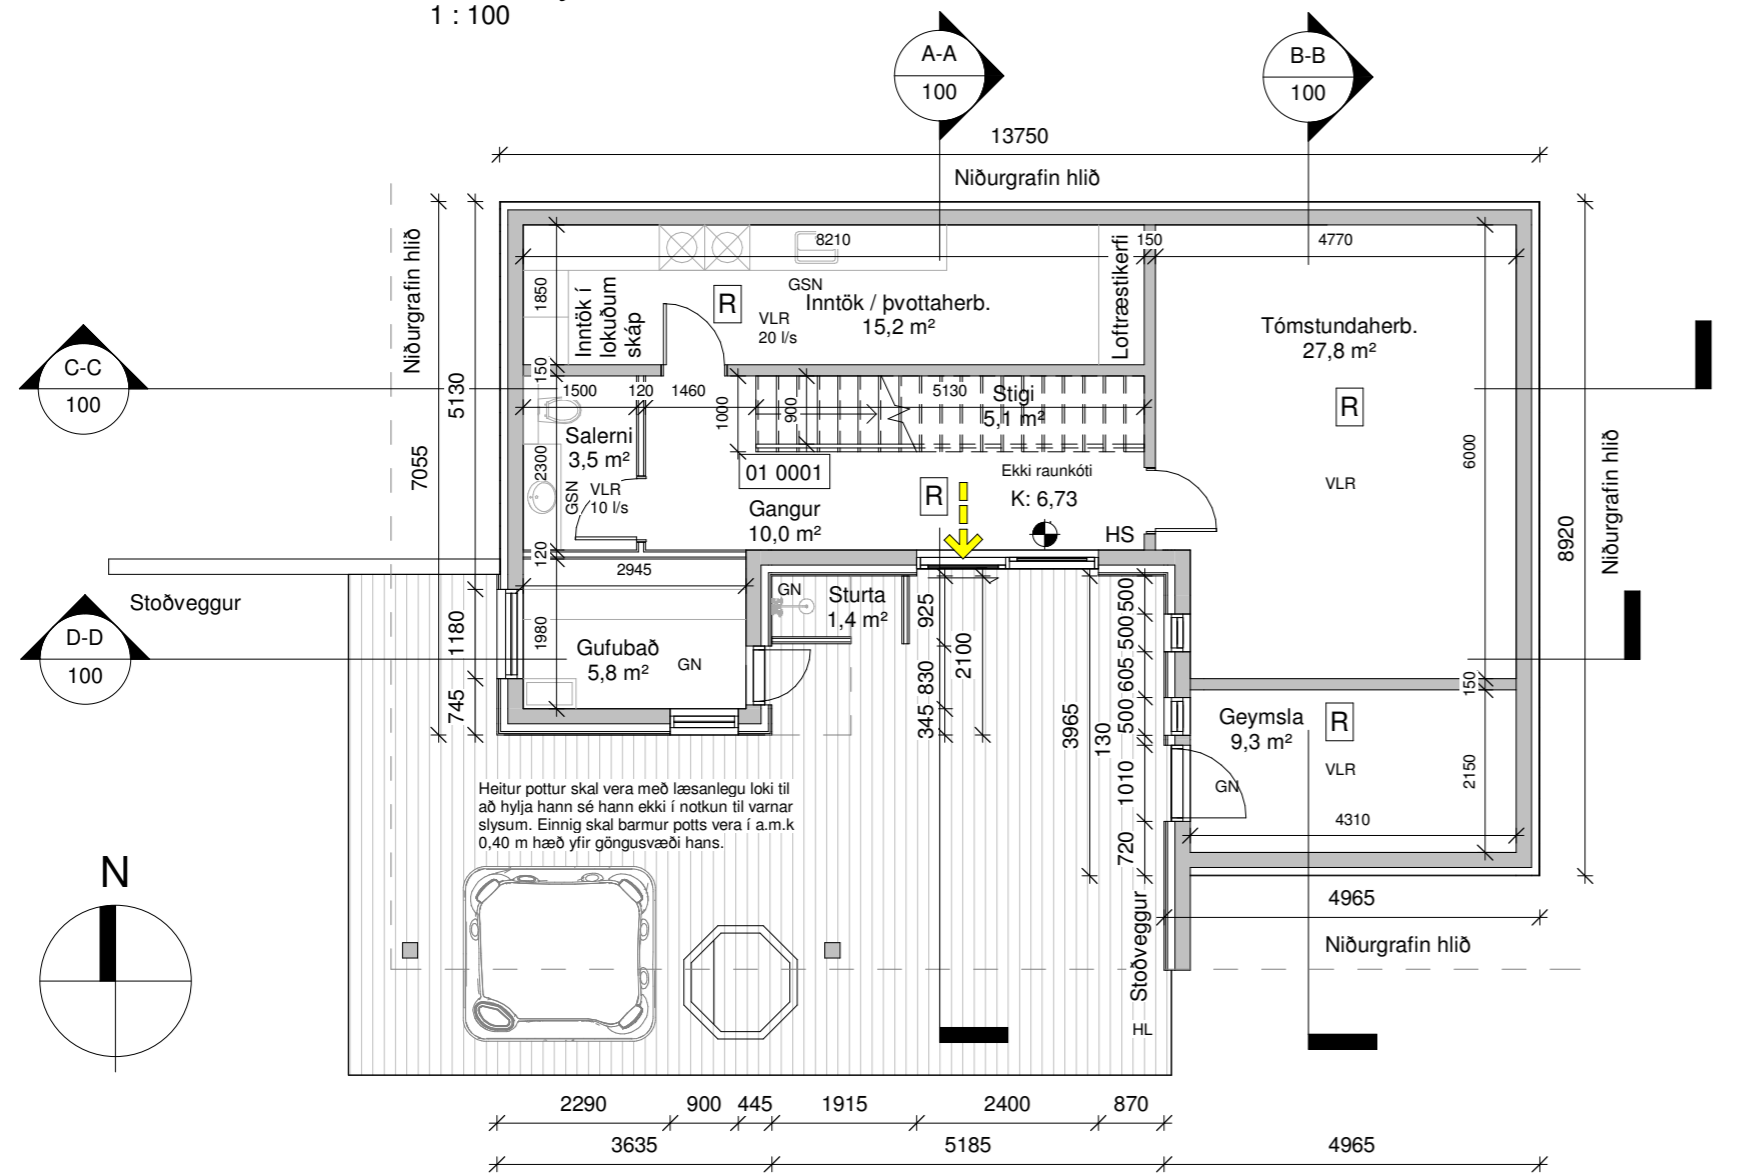 1 : 100
A-A
100
B-B
100
13750
Niðurgrafin hlið
Niðurgrafin hlið
8210
150
4770
1850
Inntök í
lokuðum
skáp
R
GSN
VLR
20 l/s
Inntök / þvottaherb.
15,2 m²
Loftræstikerfi
Tómstundaherb.
27,8 m²
C-C
100
5130
7055
150
1500
120
1460
1000
900
5130
Stigi
5,1 m²
R
Salerni
3,5 m²
2300
GSN
VLR
10 l/s
01 0001
Gangur
10,0 m²
R
Ekki raunkóti
K: 6,73
HS
VLR
6000
8920
Niðurgrafin hlið
120
2945
Stoðveggur
D-D
100
1180
745
1980
Gufubað
5,8 m²
GN
GN
Sturta
1,4 m²
925
830
345
2100
3965
500
500
605
500
130
1010
720
150
Geymsla
9,3 m²
R
VLR
GN
2150
4310
Heitur pottur skal vera með læsanlegu loki til
að hylja hann sé hann ekki í notkun til varnar
slysum. Einnig skal barmur potts vera í a.m.k
0,40 m hæð yfir göngusvæði hans.
N
Stoðveggur
HL
4965
Niðurgrafin hlið
2290
900
445
1915
2400
870
3635
5185
4965